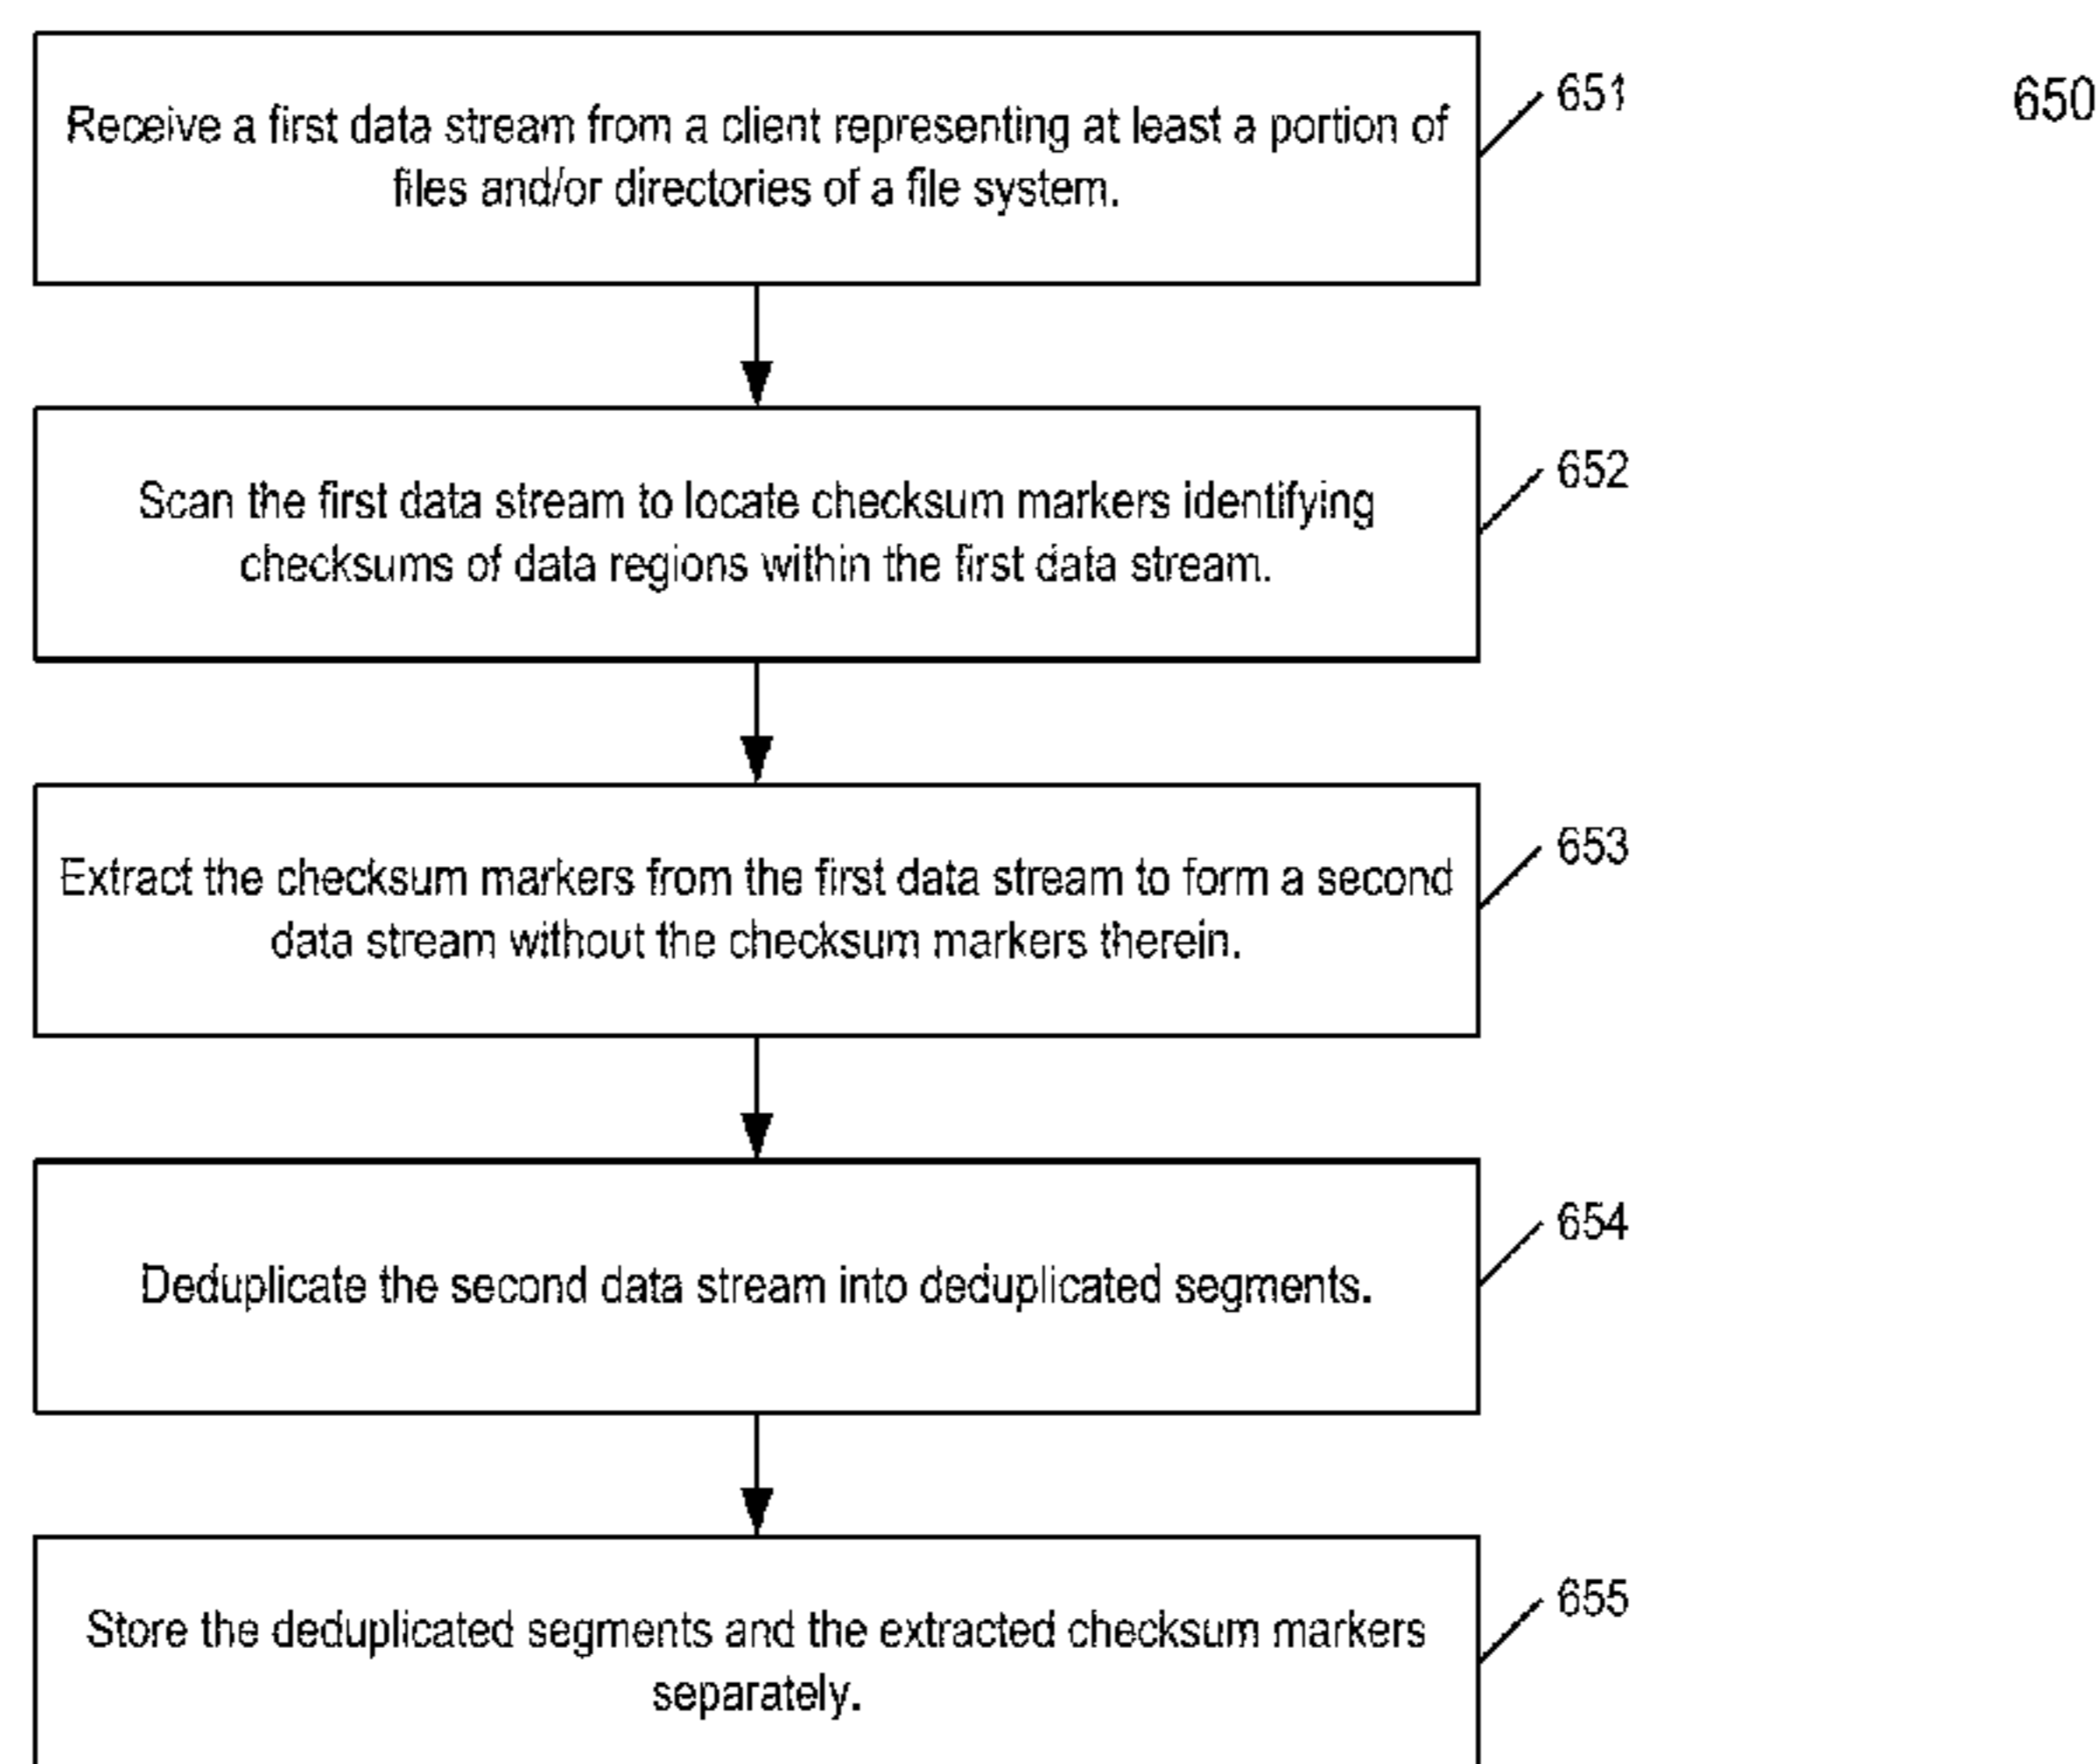 650
Receive a first data stream from a client representing at least a portion of
files and/or directories of a file system.
651
Scan the first data stream to locate checksum markers identifying
checksums of data regions within the first data stream.
652
Extract the checksum markers from the first data stream to form a second
data stream without the checksum markers therein.
653
Deduplicate the second data stream into deduplicated segments.
654
Store the deduplicated segments and the extracted checksum markers
separately.
655